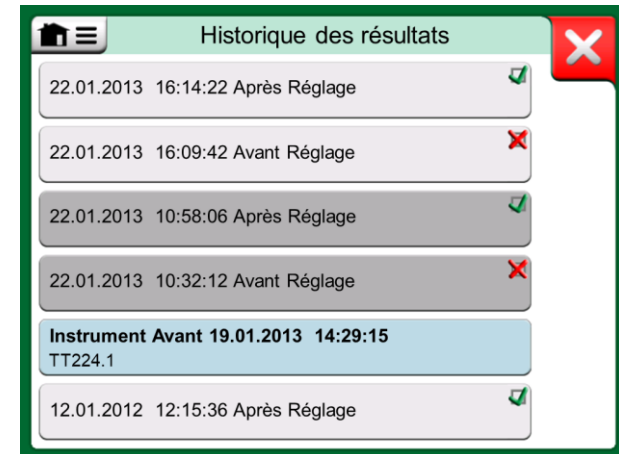 Historique des résultats
22.01.2013 16:14:22 Après Réglage
22.01.2013 16:09:42 Avant Réglage
22.01.2013 10:58:06 Après Réglage
22.01.2013 10:32:12 Avant Réglage
Instrument Avant 19.01.2013 14:29:15
TT224.1
12.01.2012 12:15:36 Après Réglage